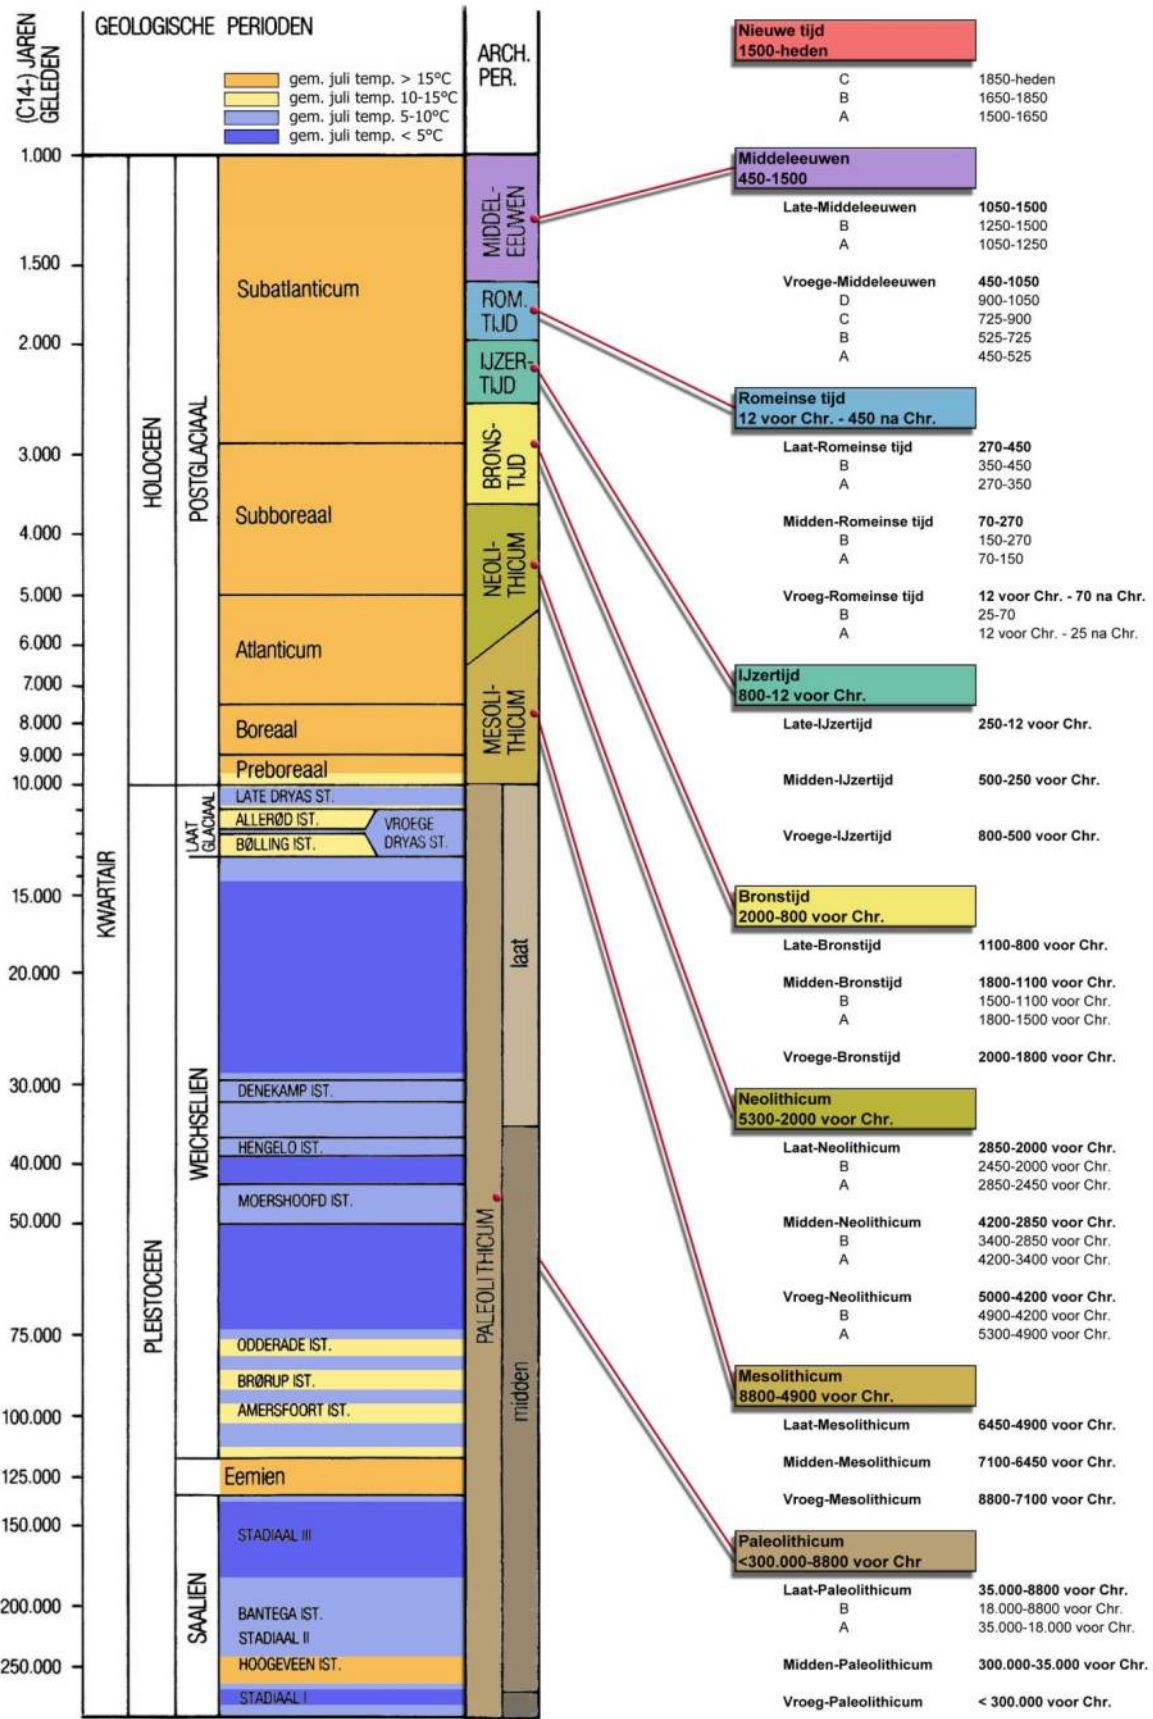 (C14-) JAREN
GELEDEN
GEOLOGISCHE PERIODEN
gem. juli temp. > 15°C
gem. juli temp. 10-15°C
gem. juli temp. 5-10°C
gem. juli temp. < 5°C
ARCH.
PER.
1.000
1.500
2.000
3.000
4.000
5.000
6.000
7.000
8.000
9.000
10.000
15.000
20.000
30.000
40.000
50.000
75.000
100.000
125.000
150.000
200.000
250.000
KWARTAIR
HOLOCEEN
PLEISTOCEEN
POSTGLACIAAL
LAAT
GLACIAAL
WEICHSELIEN
SAALIEN
Subatlanticum
Subboreaal
Atlanticum
Boreaal
Preboreaal
LATE DRYAS ST.
ALLERØD IST.
VROEGE
DRYAS ST.
BØLLING IST.
DENEKAMP IST.
HENGELO IST.
MOERSHOOFD IST.
ODDERADE IST.
BRØRUP IST.
AMERSFOORT IST.
Eemien
STADIAAL III
BANTEGA IST.
STADIAAL II
HOOGEVEEN IST.
STADIAAL I
MIDDEL-
EEUWEN
ROM.
TIJD
IJZER-
TIJD
BRONS-
TIJD
NEOLI-
THICUM
MESOLI-
THICUM
PALEOLITHICUM
laat
midden
Nieuwe tijd
1500-heden
C 1850-heden
B 1650-1850
A 1500-1650
Middeleeuwen
450-1500
Late-Middeleeuwen 1050-1500
B 1250-1500
A 1050-1250
Vroege-Middeleeuwen 450-1050
D 900-1050
C 725-900
B 525-725
A 450-525
Romeinse tijd
12 voor Chr. - 450 na Chr.
Laat-Romeinse tijd 270-450
B 350-450
A 270-350
Midden-Romeinse tijd 70-270
B 150-270
A 70-150
Vroeg-Romeinse tijd 12 voor Chr. - 70 na Chr.
B 25-70
A 12 voor Chr. - 25 na Chr.
IJzertijd
800-12 voor Chr.
Late-IJzertijd 250-12 voor Chr.
Midden-IJzertijd 500-250 voor Chr.
Vroege-IJzertijd 800-500 voor Chr.
Bronstijd
2000-800 voor Chr.
Late-Bronstijd 1100-800 voor Chr.
Midden-Bronstijd 1800-1100 voor Chr.
B 1500-1100 voor Chr.
A 1800-1500 voor Chr.
Vroege-Bronstijd 2000-1800 voor Chr.
Neolithicum
5300-2000 voor Chr.
Laat-Neolithicum 2850-2000 voor Chr.
B 2450-2000 voor Chr.
A 2850-2450 voor Chr.
Midden-Neolithicum 4200-2850 voor Chr.
B 3400-2850 voor Chr.
A 4200-3400 voor Chr.
Vroeg-Neolithicum 5000-4200 voor Chr.
B 4900-4200 voor Chr.
A 5300-4900 voor Chr.
Mesolithicum
8800-4900 voor Chr.
Laat-Mesolithicum 6450-4900 voor Chr.
Midden-Mesolithicum 7100-6450 voor Chr.
Vroeg-Mesolithicum 8800-7100 voor Chr.
Paleolithicum
<300.000-8800 voor Chr
Laat-Paleolithicum 35.000-8800 voor Chr.
B 18.000-8800 voor Chr.
A 35.000-18.000 voor Chr.
Midden-Paleolithicum 300.000-35.000 voor Chr.
Vroeg-Paleolithicum < 300.000 voor Chr.